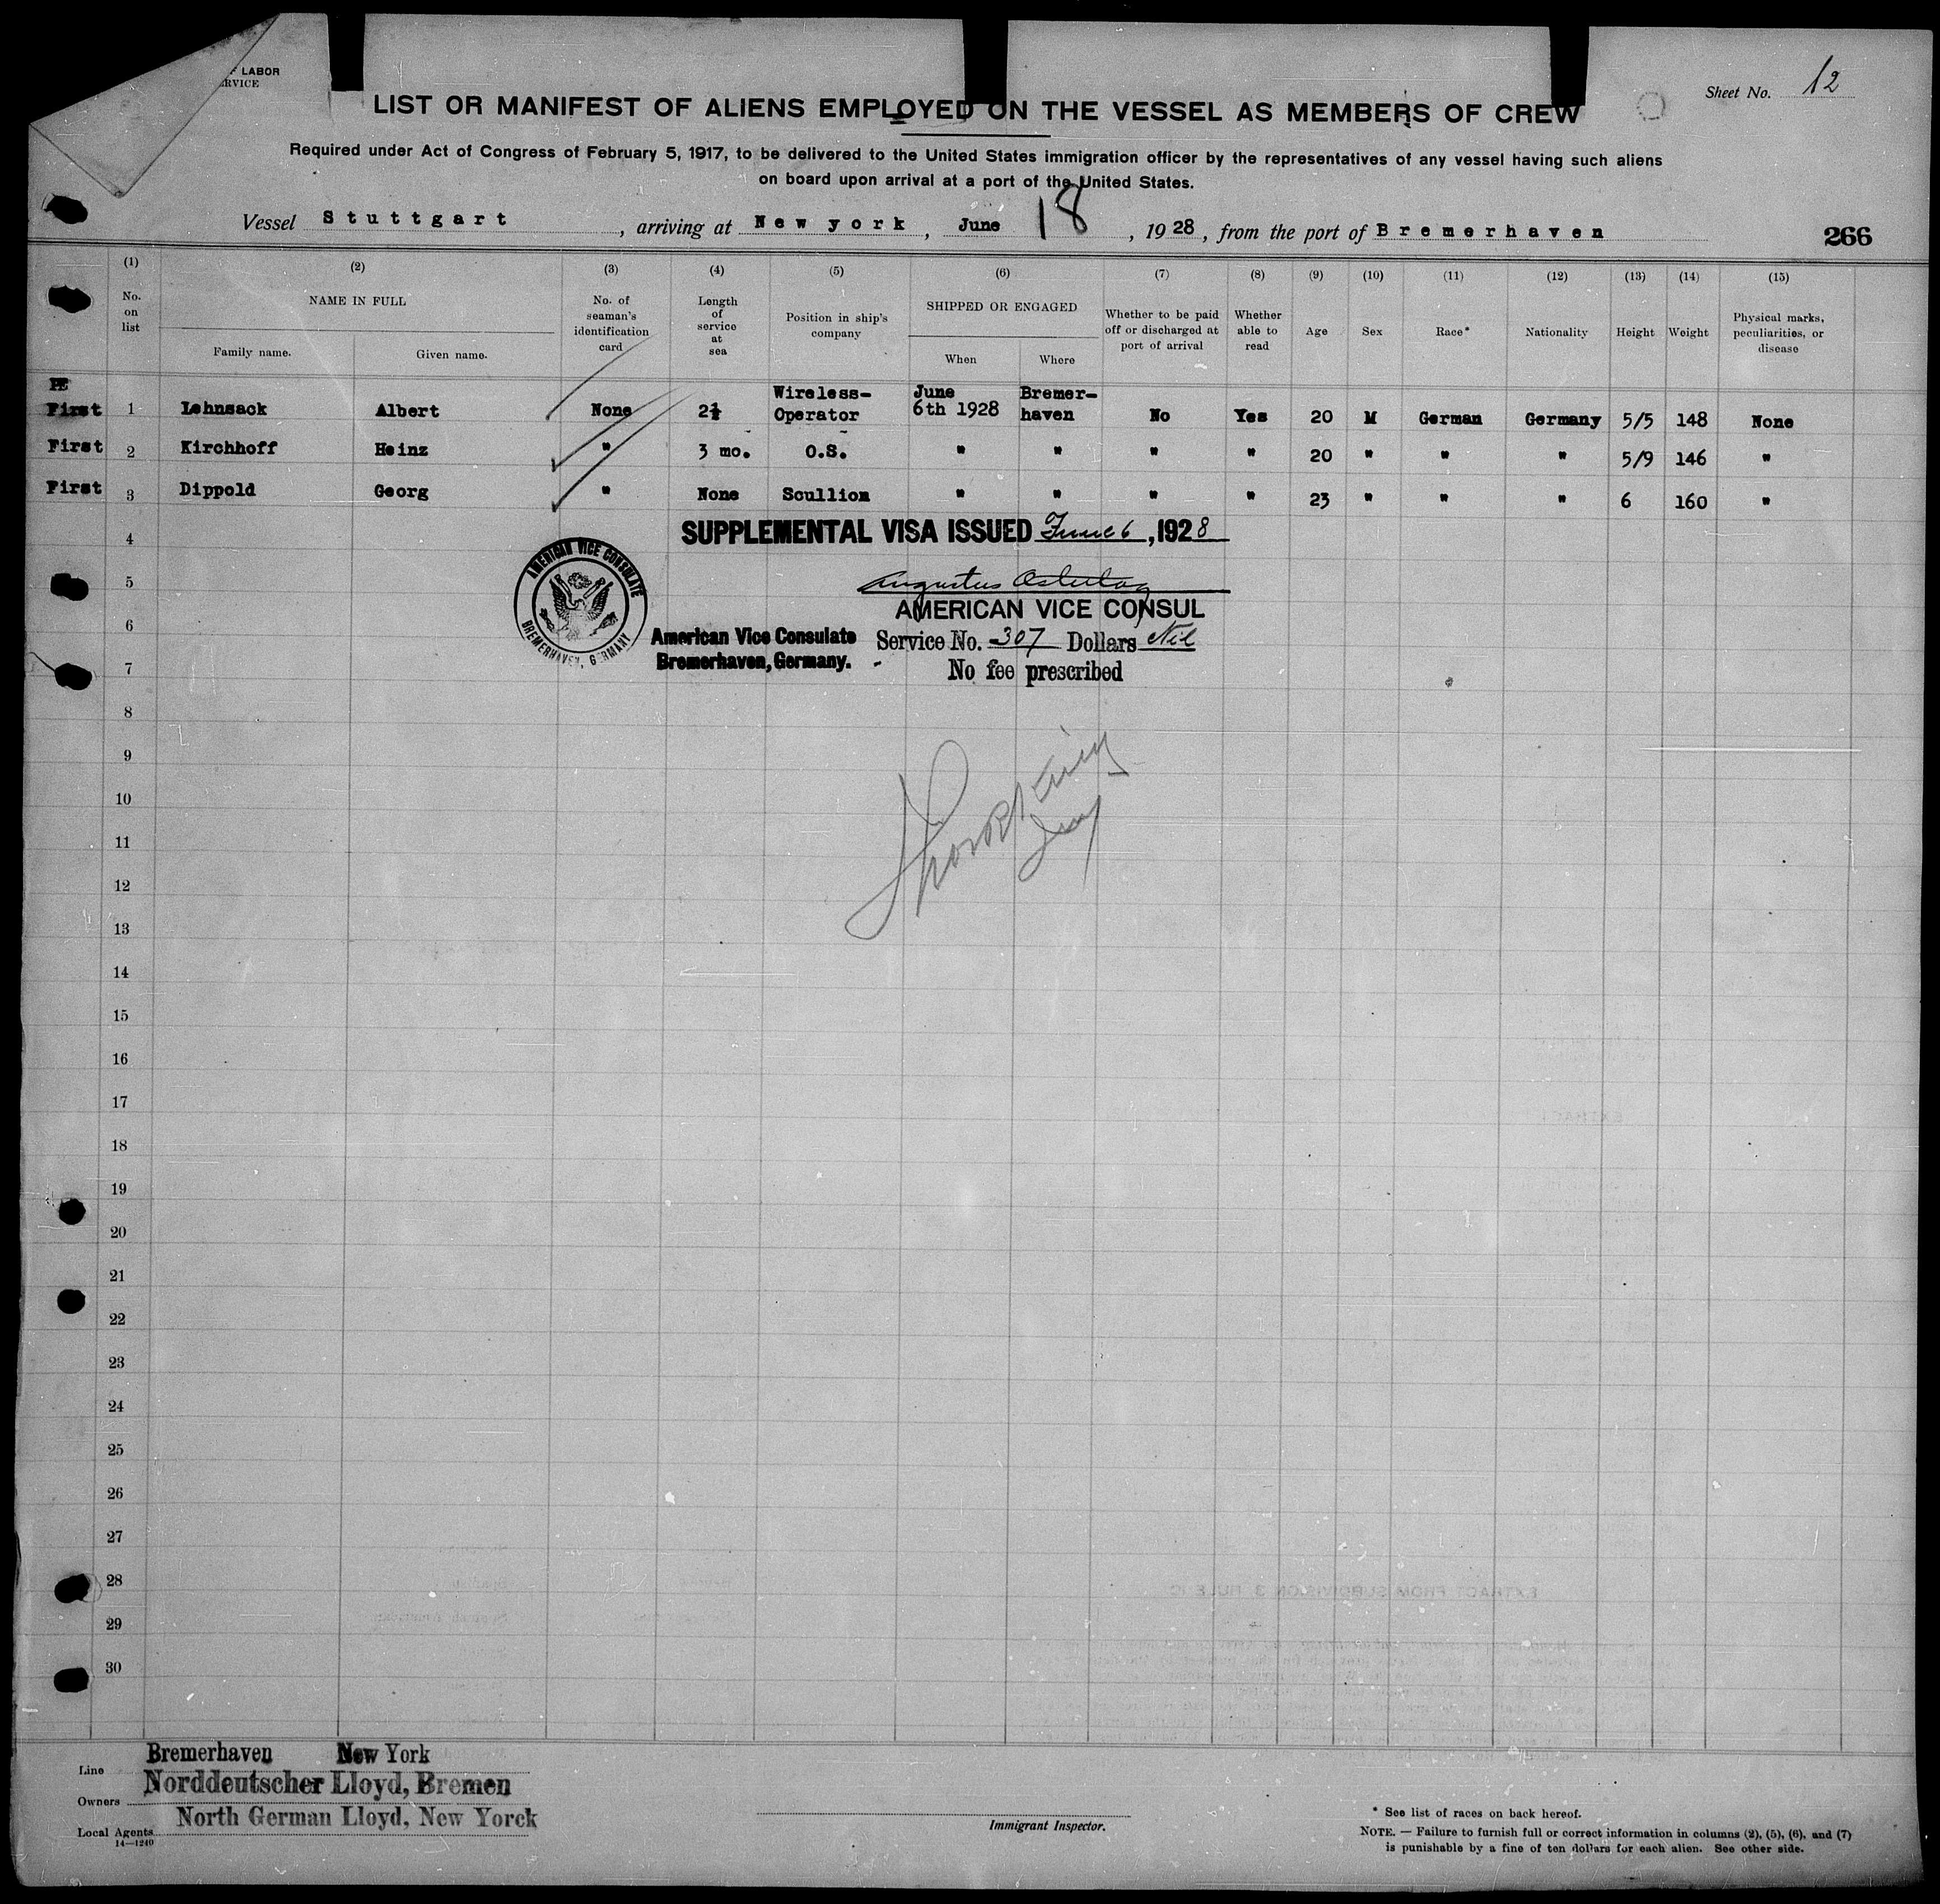 F LABOR
RVICE
Sheet No. 12
LIST OR MANIFEST OF ALIENS EMPLOYED ON THE VESSEL AS MEMBERS OF CREW
Required under Act of Congress of February 5, 1917, to be delivered to the United States immigration officer by the representatives of any vessel having such aliens
on board upon arrival at a port of the United States.
Vessel Stuttgart, arriving at New york, June 18, 1928, from the port of Bremerhaven
266
(1) (2) (3) (4) (5) (6) (7) (8) (9) (10) (11) (12) (13) (14) (15)
No. on list
NAME IN FULL
Family name. Given name.
No. of seaman's identification card
Length of service at sea
Position in ship's company
SHIPPED OR ENGAGED
When Where
Whether to be paid off or discharged at port of arrival
Whether able to read
Age
Sex
Race*
Nationality
Height
Weight
Physical marks, peculiarities, or disease
PE
First 1 Lehnsack Albert None 2½ Wireless-Operator June 6th 1928 Bremer-haven No Yes 20 M German Germany 5/5 148 None
First 2 Kirchhoff Heinz " 3 mo. O.S. " " " " 20 " " " 5/9 146 "
First 3 Dippold Georg " None Scullion " " " " 23 " " " 6 160 "
SUPPLEMENTAL VISA ISSUED June 6, 1928
4
AMERICAN VICE CONSULATE
BREMERHAVEN, GERMANY
5
Augustus Ostertag
AMERICAN VICE CONSUL
6
American Vice Consulate
Bremerhaven, Germany.
Service No. 307 Dollars Nil
No fee prescribed
7
8
9
10
11
12
13
14
15
16
17
18
19
20
21
22
23
24
25
26
27
28
29
30
Bremerhaven New York
Line
Norddeutscher Lloyd, Bremen
Owners
North German Lloyd, New Yorck
Local Agents
14—1240
Immigrant Inspector.
* See list of races on back hereof.
NOTE. — Failure to furnish full or correct information in columns (2), (5), (6), and (7)
is punishable by a fine of ten dollars for each alien. See other side.